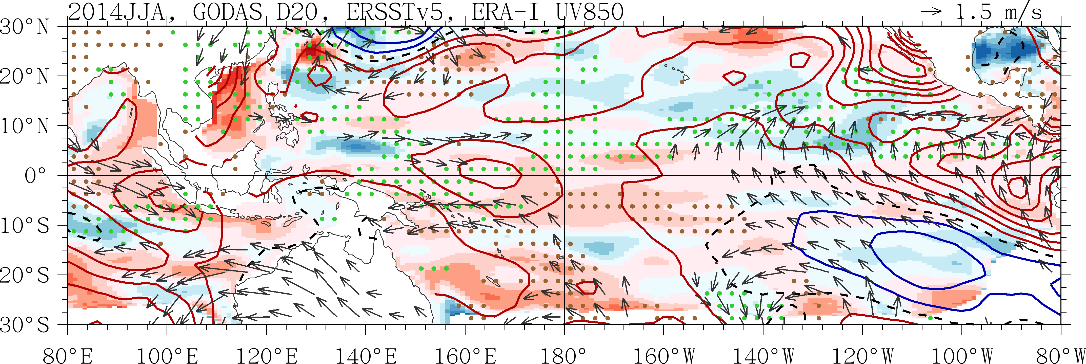 2014JJA, GODAS D20, ERSSTv5, ERA-I UV850
1.5 m/s
30°N
20°N
10°N
0°
10°S
20°S
30°S
80°E 100°E 120°E 140°E 160°E 180° 160°W 140°W 120°W 100°W 80°W